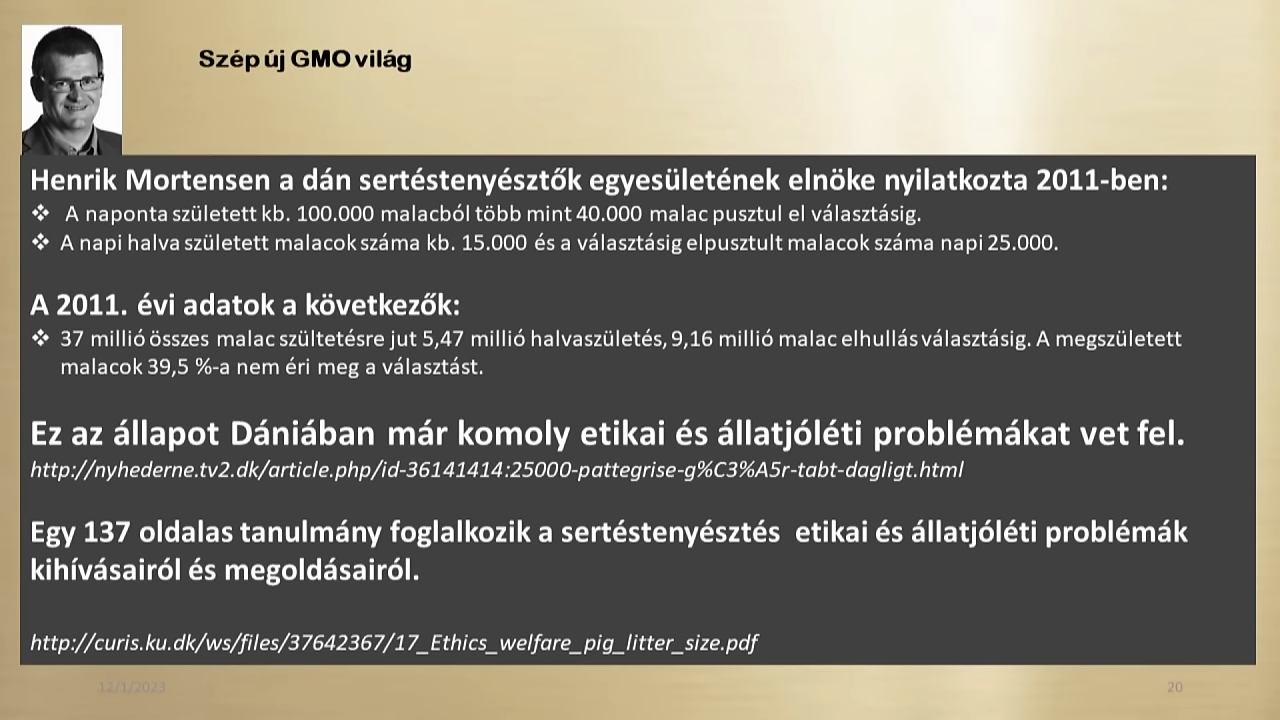 Szép új GMO világ
Henrik Mortensen a dán sertéstenyésztők egyesületének elnöke nyilatkozta 2011-ben:
❖ A naponta született kb. 100.000 malacból több mint 40.000 malac pusztul el választásig.
❖ A napi halva született malacok száma kb. 15.000 és a választásig elpusztult malacok száma napi 25.000.
A 2011. évi adatok a következők:
❖ 37 millió összes malac szültetésre jut 5,47 millió halvaszületés, 9,16 millió malac elhullás választásig. A megszületett
malacok 39,5 %-a nem éri meg a választást.
Ez az állapot Dániában már komoly etikai és állatjóléti problémákat vet fel.
http://nyhederne.tv2.dk/article.php/id-36141414:25000-pattegrise-g%C3%A5r-tabt-dagligt.html
Egy 137 oldalas tanulmány foglalkozik a sertéstenyésztés etikai és állatjóléti problémák
kihívásairól és megoldásairól.
http://curis.ku.dk/ws/files/37642367/17_Ethics_welfare_pig_litter_size.pdf
12/1/2023
20